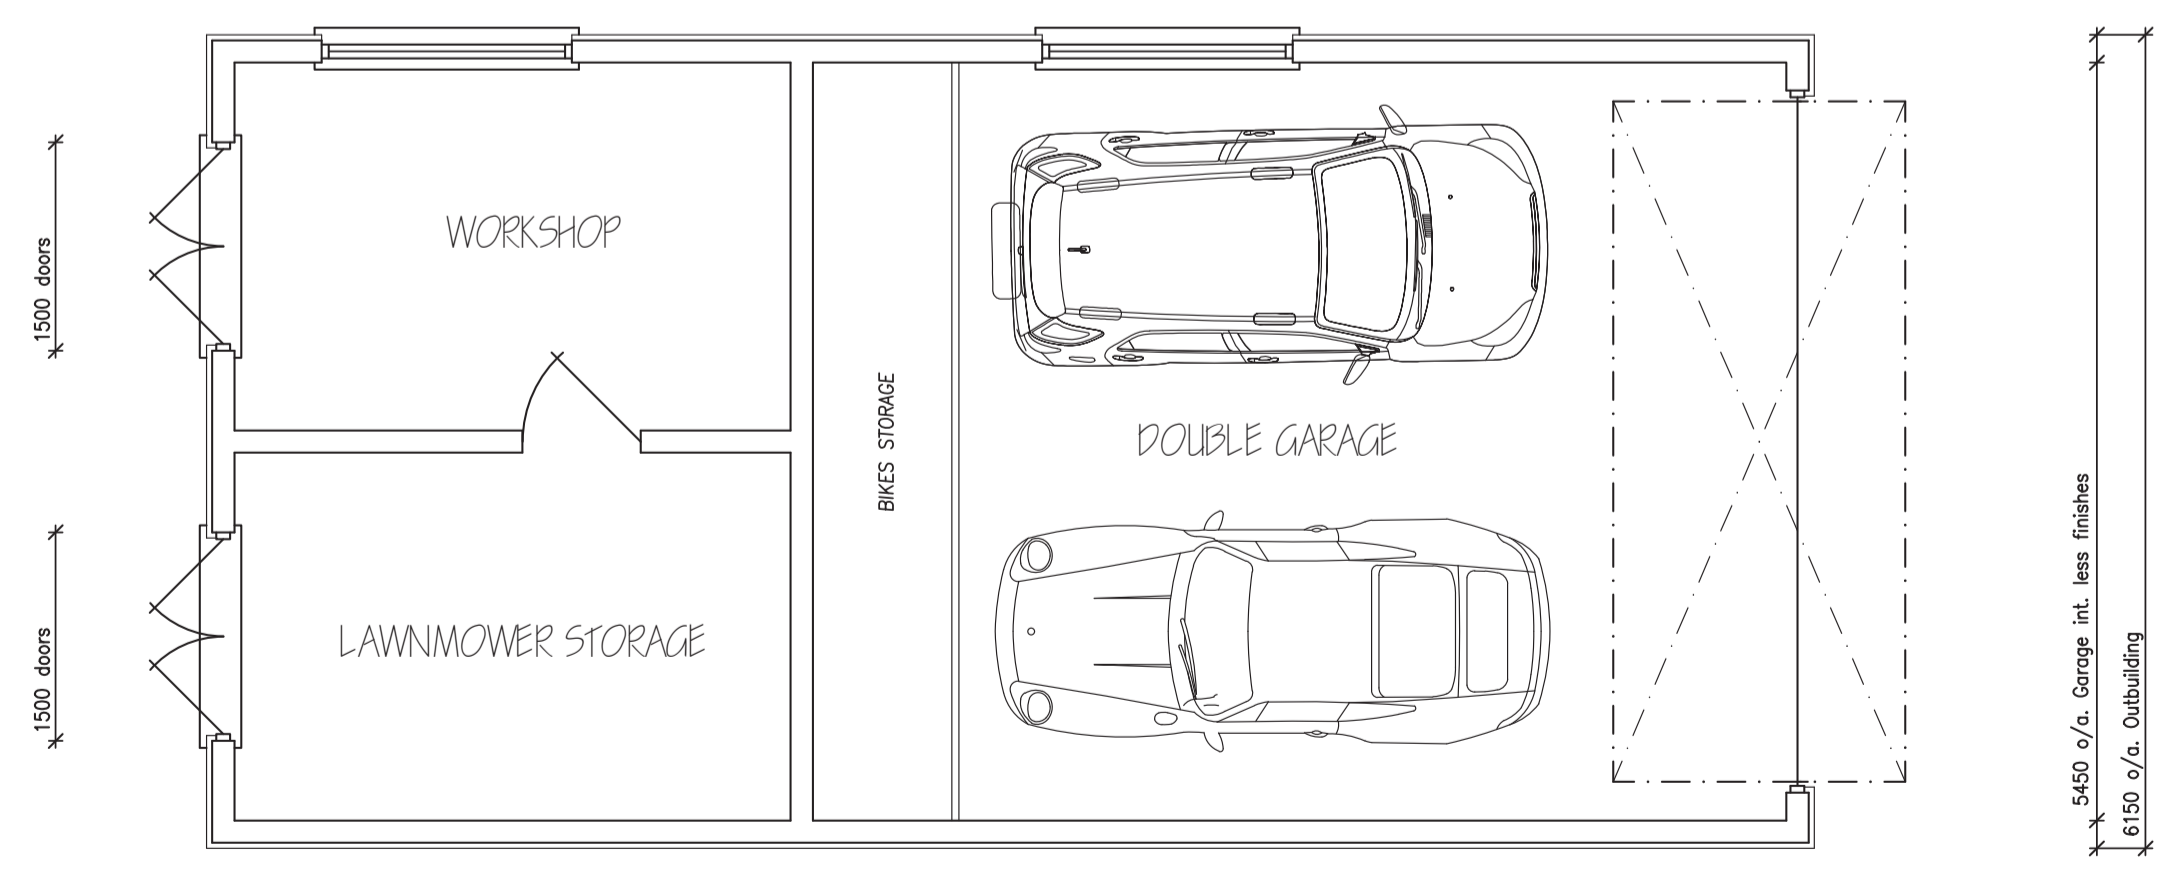 1500 doors
1500 doors
WORKSHOP
LAWNMOWER STORAGE
BIKES STORAGE
DOUBLE GARAGE
5450 o/a. Garage int. less finishes
6150 o/a. Outbuilding